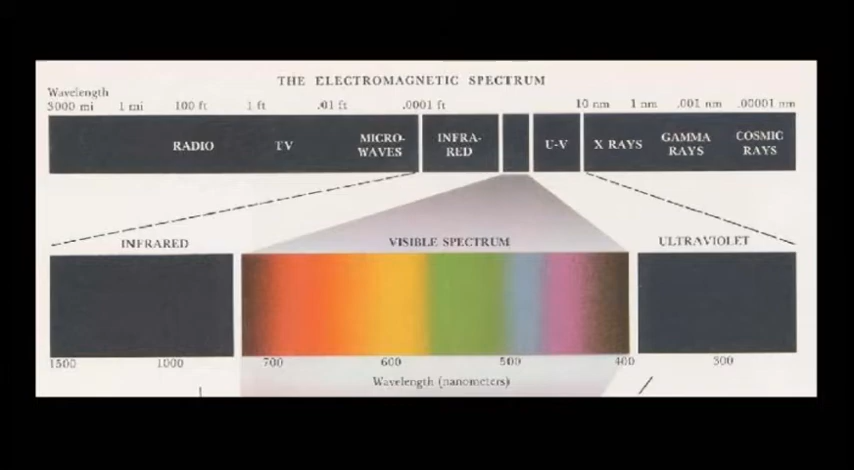 THE ELECTROMAGNETIC SPECTRUM
Wavelength
3000 mi 1 mi 100 ft 1 ft .01 ft .0001 ft 10 nm 1 nm .001 nm .00001 nm
RADIO TV MICRO-WAVES INFRA-RED U-V X RAYS GAMMA RAYS COSMIC RAYS
INFRARED VISIBLE SPECTRUM ULTRAVIOLET
1500 1000 700 600 500 400 300
Wavelength (nanometers)